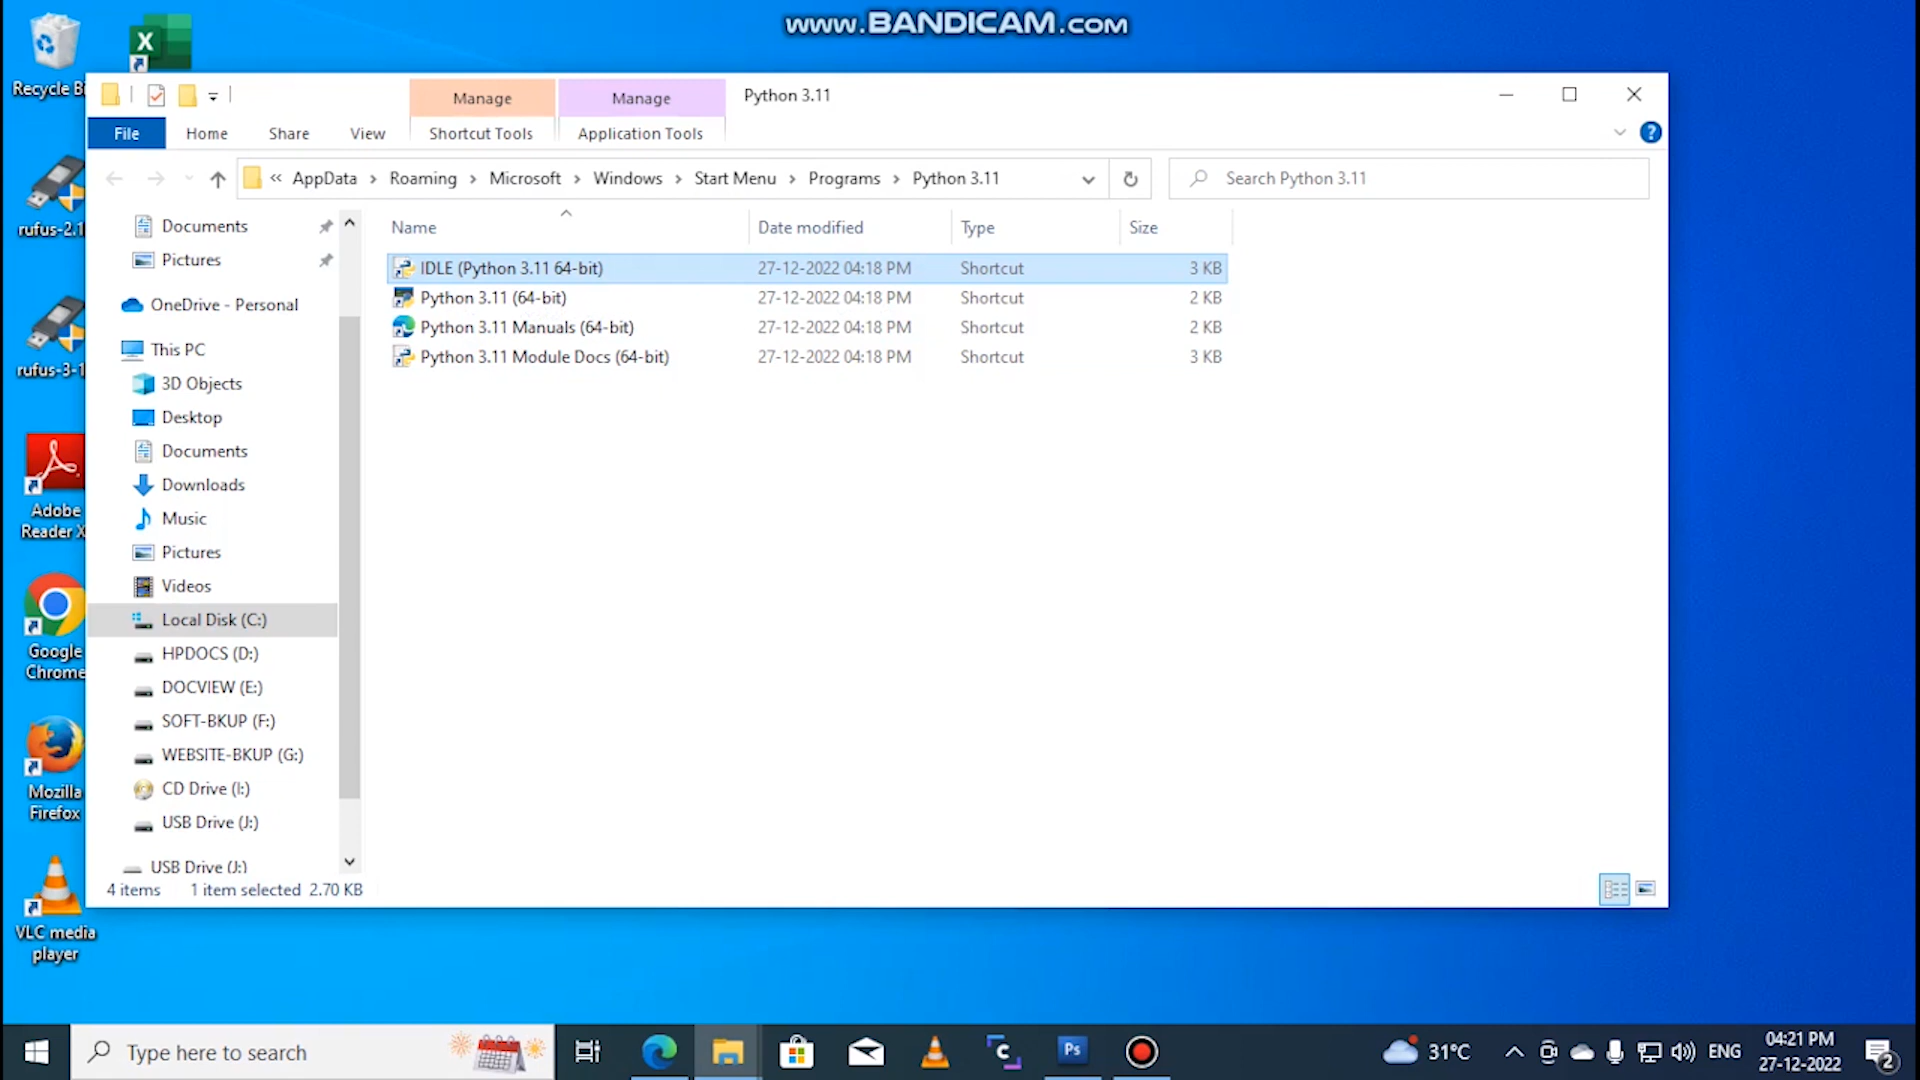 www.BANDICAM.com
Recycle Bi
rufus-2.1
rufus-3-1
Adobe
Reader X
Google
Chrome
Mozilla
Firefox
VLC media
player
Manage
Manage
Python 3.11
File
Home
Share
View
Shortcut Tools
Application Tools
« AppData > Roaming > Microsoft > Windows > Start Menu > Programs > Python 3.11
Search Python 3.11
Documents
Pictures
OneDrive - Personal
This PC
3D Objects
Desktop
Documents
Downloads
Music
Pictures
Videos
Local Disk (C:)
HPDOCS (D:)
DOCVIEW (E:)
SOFT-BKUP (F:)
WEBSITE-BKUP (G:)
CD Drive (I:)
USB Drive (J:)
USB Drive (J:)
Name Date modified Type Size
IDLE (Python 3.11 64-bit) 27-12-2022 04:18 PM Shortcut 3 KB
Python 3.11 (64-bit) 27-12-2022 04:18 PM Shortcut 2 KB
Python 3.11 Manuals (64-bit) 27-12-2022 04:18 PM Shortcut 2 KB
Python 3.11 Module Docs (64-bit) 27-12-2022 04:18 PM Shortcut 3 KB
4 items 1 item selected 2.70 KB
Type here to search
Ps
31°C
ENG
04:21 PM
27-12-2022
2